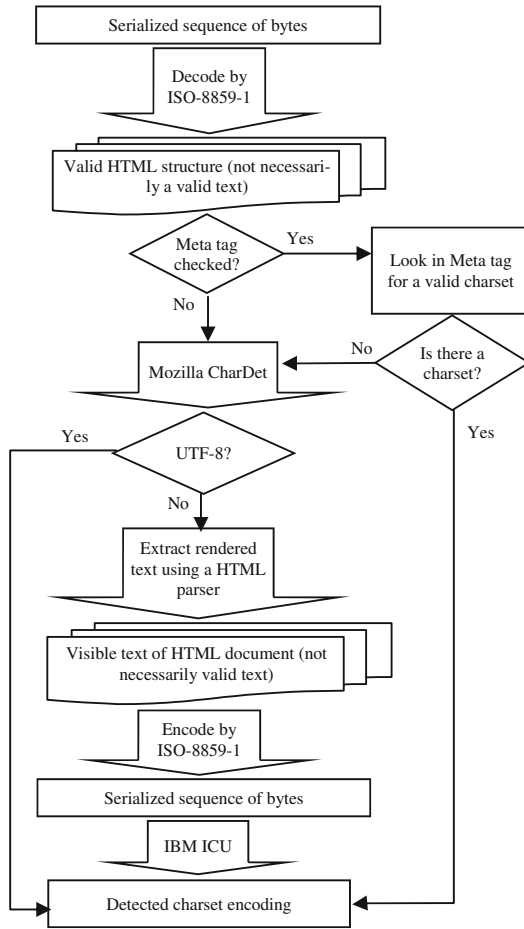 Serialized sequence of bytes
Decode by
ISO-8859-1
Valid HTML structure (not necessari-
ly a valid text)
Meta tag
checked?
Yes
Look in Meta tag
for a valid charset
No
Mozilla CharDet
No
Is there a
charset?
Yes
UTF-8?
Yes
No
Extract rendered
text using a HTML
parser
Visible text of HTML document (not
necessarily valid text)
Encode by
ISO-8859-1
Serialized sequence of bytes
IBM ICU
Detected charset encoding